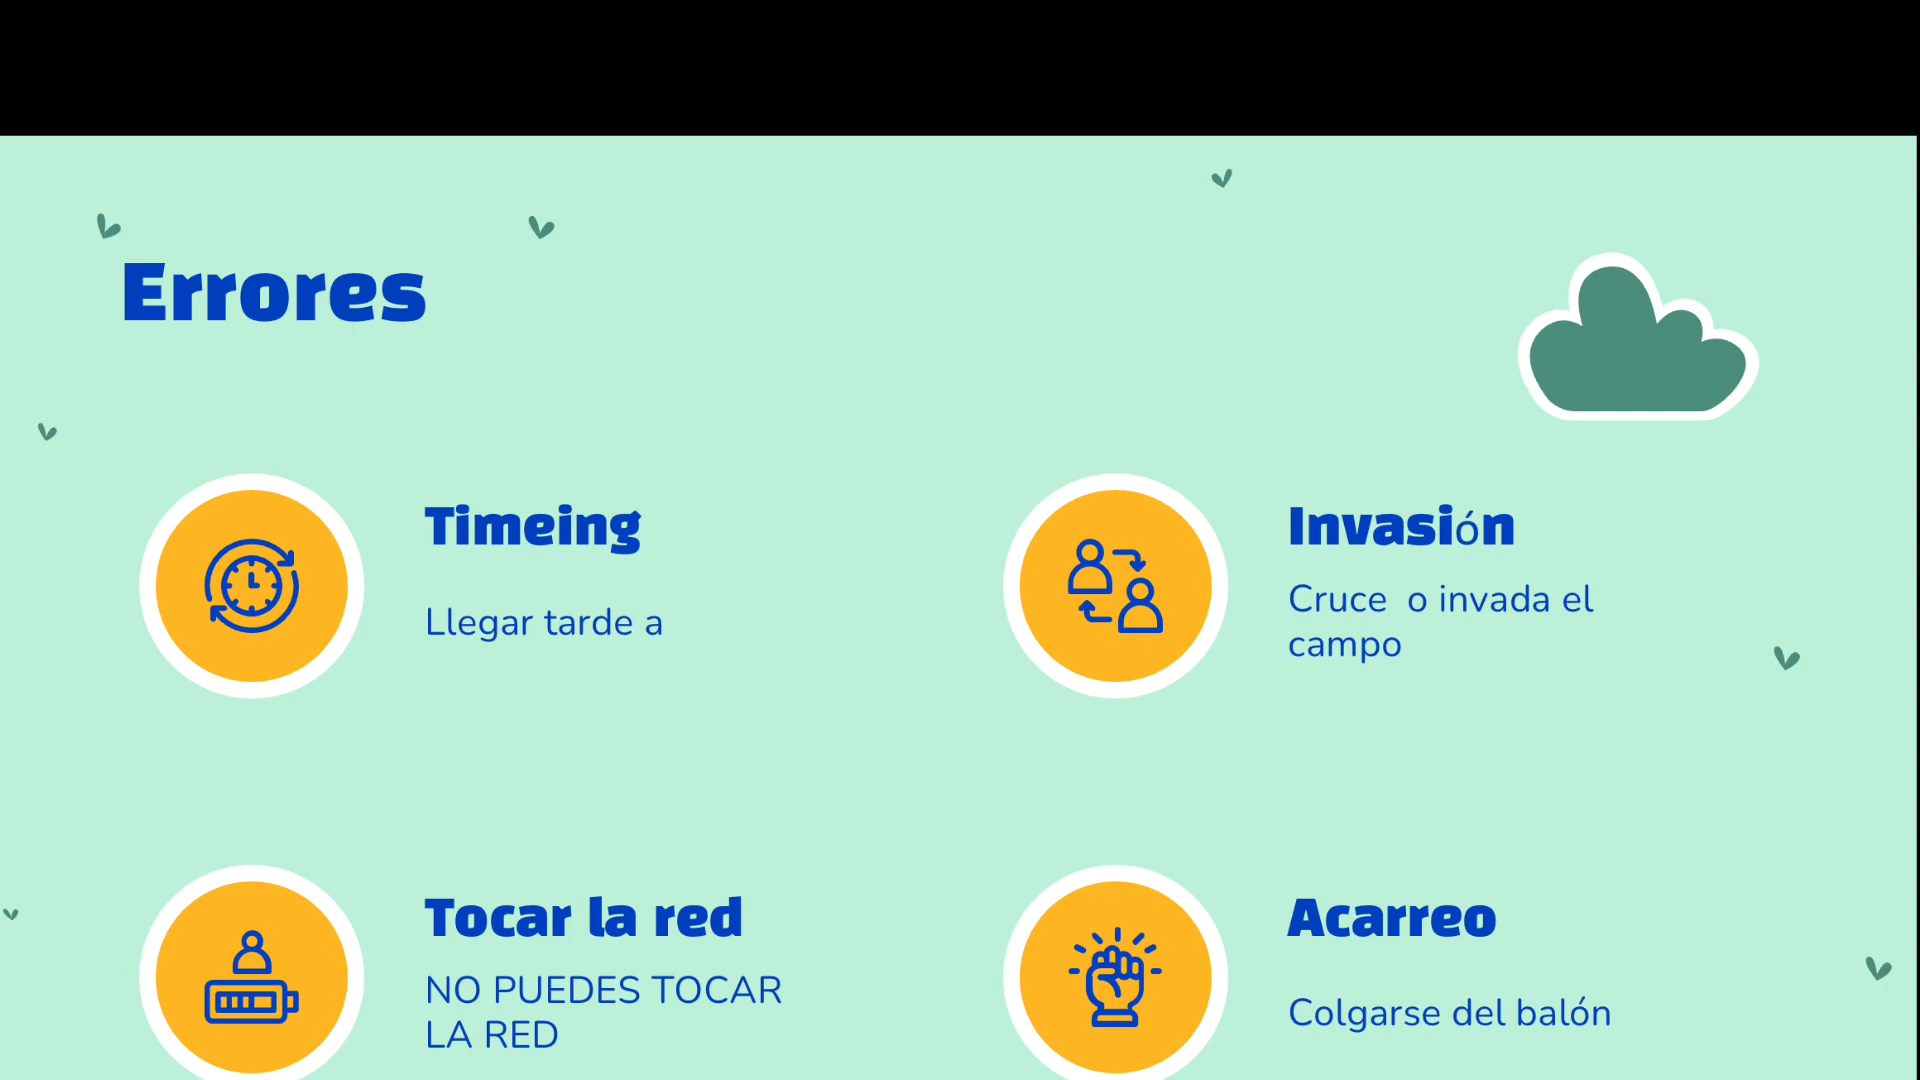 Errores
Timeing
Llegar tarde a
Invasión
Cruce  o invada el
campo
Tocar la red
NO PUEDES TOCAR
LA RED
Acarreo
Colgarse del balón